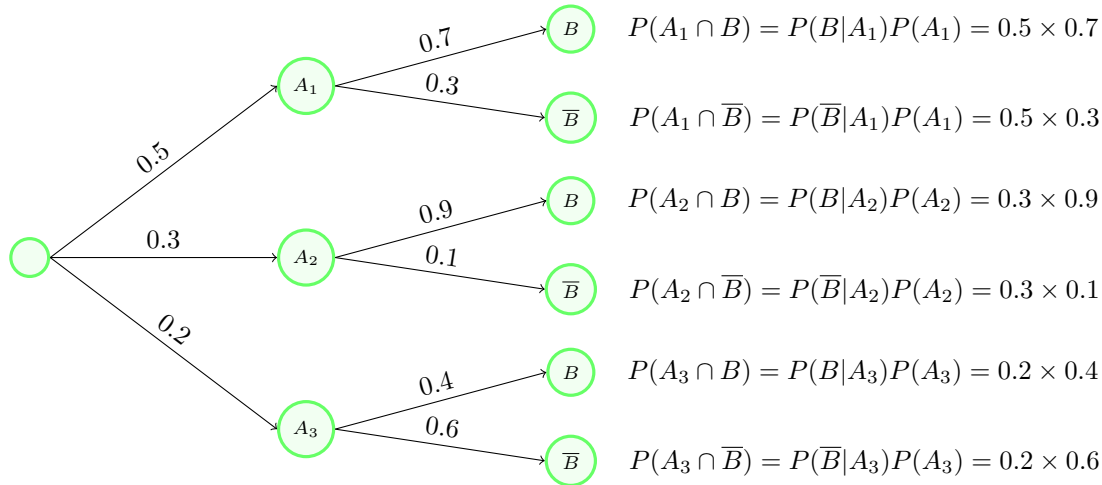 B P(A₁ ∩ B) = P(B|A₁)P(A₁) = 0.5 × 0.7
0.7
A₁
0.3
B̅ P(A₁ ∩ B̅) = P(B̅|A₁)P(A₁) = 0.5 × 0.3
0.5
B P(A₂ ∩ B) = P(B|A₂)P(A₂) = 0.3 × 0.9
0.9
0.3
A₂
0.1
B̅ P(A₂ ∩ B̅) = P(B̅|A₂)P(A₂) = 0.3 × 0.1
0.2
B P(A₃ ∩ B) = P(B|A₃)P(A₃) = 0.2 × 0.4
0.4
A₃
0.6
B̅ P(A₃ ∩ B̅) = P(B̅|A₃)P(A₃) = 0.2 × 0.6